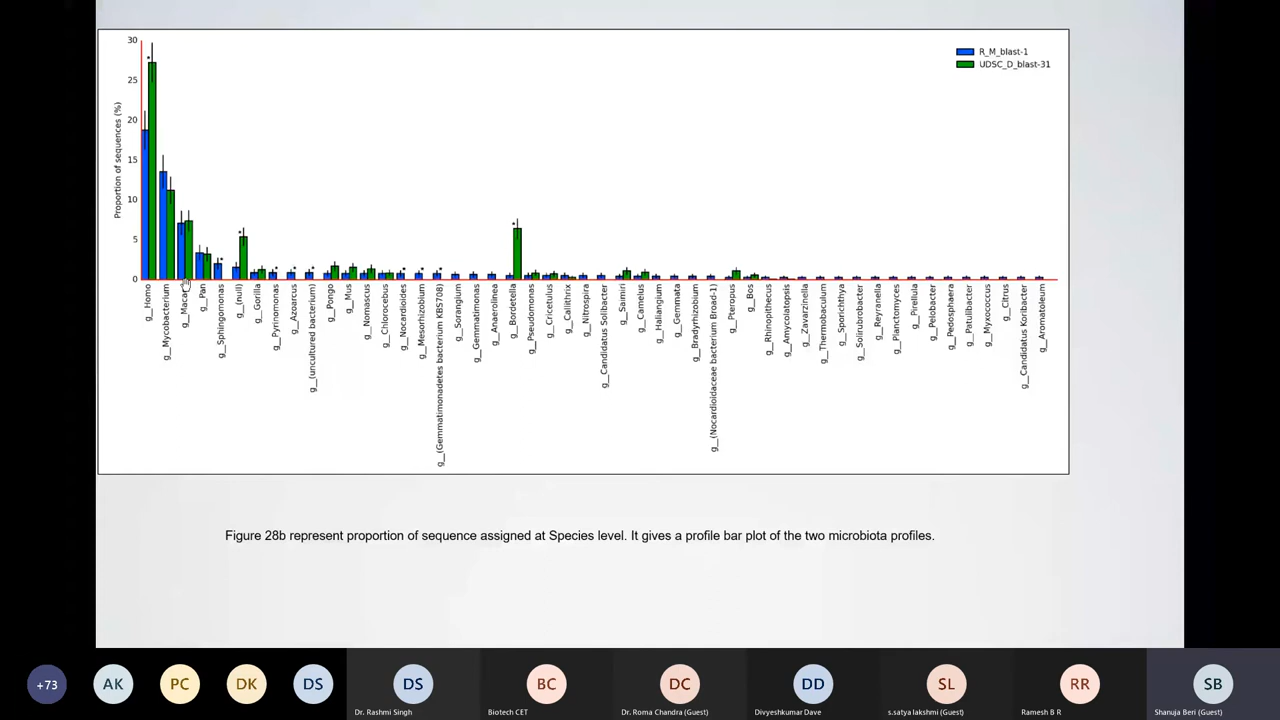 30
25
20
15
10
5
0
Proportion of sequences (%)
R_M_blast-1
UDSC_D_blast-31
g__Homo
g__Mycobacterium
g__Macaca
g__Pan
g__Sphingomonas
g__(null)
g__Gorilla
g__Pyrinomonas
g__Azoarcus
g__(uncultured bacterium)
g__Pongo
g__Mus
g__Nomascus
g__Chlorocebus
g__Nocardioides
g__Mesorhizobium
g__(Gemmatimonadetes bacterium KBS708)
g__Sorangium
g__Gemmatimonas
g__Anaerolinea
g__Bordetella
g__Pseudomonas
g__Cricetulus
g__Callithrix
g__Nitrospira
g__Candidatus Solibacter
g__Saimiri
g__Camelus
g__Haliangium
g__Gemmata
g__Bradyrhizobium
g__(Nocardioidaceae bacterium Broad-1)
g__Pteropus
g__Bos
g__Rhinopithecus
g__Amycolatopsis
g__Zavarzinella
g__Thermobaculum
g__Sporichthya
g__Solirubrobacter
g__Reyranella
g__Planctomyces
g__Pirellula
g__Pelobacter
g__Pedosphaera
g__Patulibacter
g__Myxococcus
g__Citrus
g__Candidatus Koribacter
g__Aromatoleum
Figure 28b represent proportion of sequence assigned at Species level. It gives a profile bar plot of the two microbiota profiles.
+73
AK
PC
DK
DS
DS
BC
DC
DD
SL
RR
SB
Dr. Rashmi Singh
Biotech CET
Dr. Roma Chandra (Guest)
Divyeshkumar Dave
s.satya lakshmi (Guest)
Ramesh B R
Shanuja Beri (Guest)